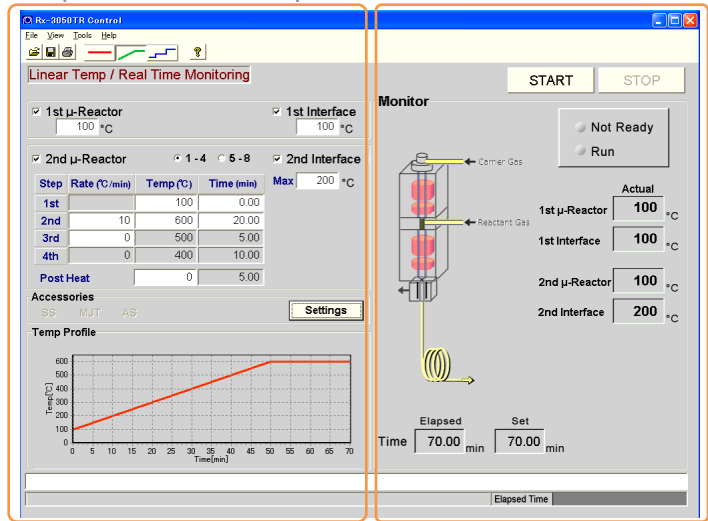 Rx-3050TR Control
File View Tools Help
Linear Temp / Real Time Monitoring
1st µ-Reactor
100 °C
1st Interface
100 °C
2nd µ-Reactor
1 - 4 5 - 8
2nd Interface
Max 200 °C
Step Rate (℃/min) Temp (℃) Time (min)
1st 100 0.00
2nd 10 600 20.00
3rd 0 500 5.00
4th 0 400 10.00
Post Heat 0 5.00
Accessories
SS MJT AS
Settings
Temp Profile
Temp[℃]
600
500
400
300
200
100
0
0 5 10 15 20 25 30 35 40 45 50 55 60 65 70
Time[min]
START STOP
Monitor
Not Ready
Run
Carrier Gas
Reactant Gas
Actual
1st µ-Reactor 100 °C
1st Interface 100 °C
2nd µ-Reactor 100 °C
2nd Interface 200 °C
Elapsed Set
Time 70.00 min 70.00 min
Elapsed Time